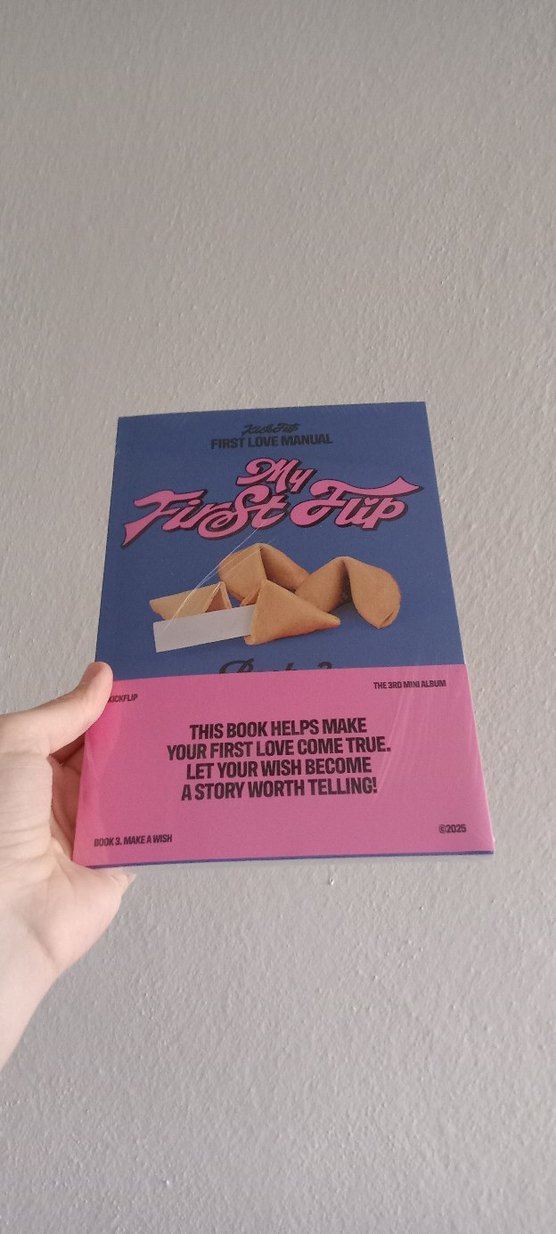 KickFlip
FIRST LOVE MANUAL
My
First Flip
KICKFLIP
THE 3RD MINI ALBUM
THIS BOOK HELPS MAKE
YOUR FIRST LOVE COME TRUE.
LET YOUR WISH BECOME
A STORY WORTH TELLING!
BOOK 3. MAKE A WISH
©2025